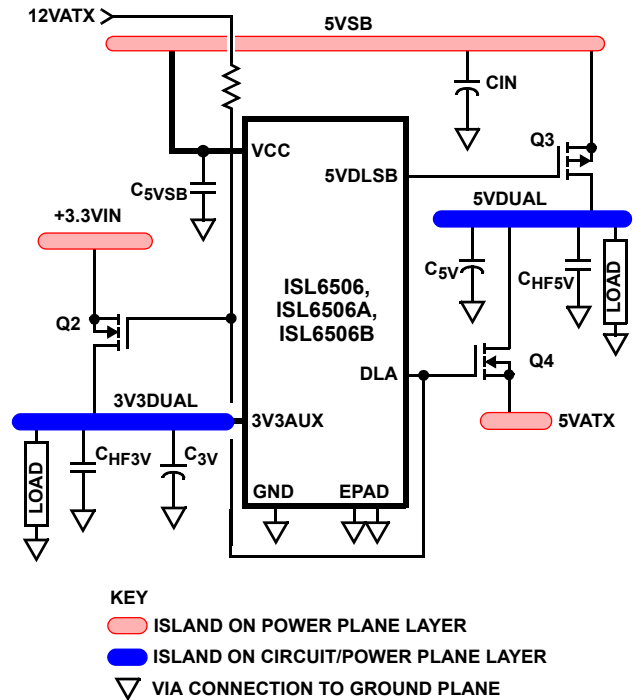 12VATX
5VSB
CIN
Q3
VCC
5VDLSB
C5VSB
+3.3VIN
5VDUAL
ISL6506,
ISL6506A,
ISL6506B
C5V
CHF5V
LOAD
Q2
Q4
DLA
3V3DUAL
3V3AUX
5VATX
CHF3V
C3V
LOAD
GND
EPAD
KEY
ISLAND ON POWER PLANE LAYER
ISLAND ON CIRCUIT/POWER PLANE LAYER
VIA CONNECTION TO GROUND PLANE